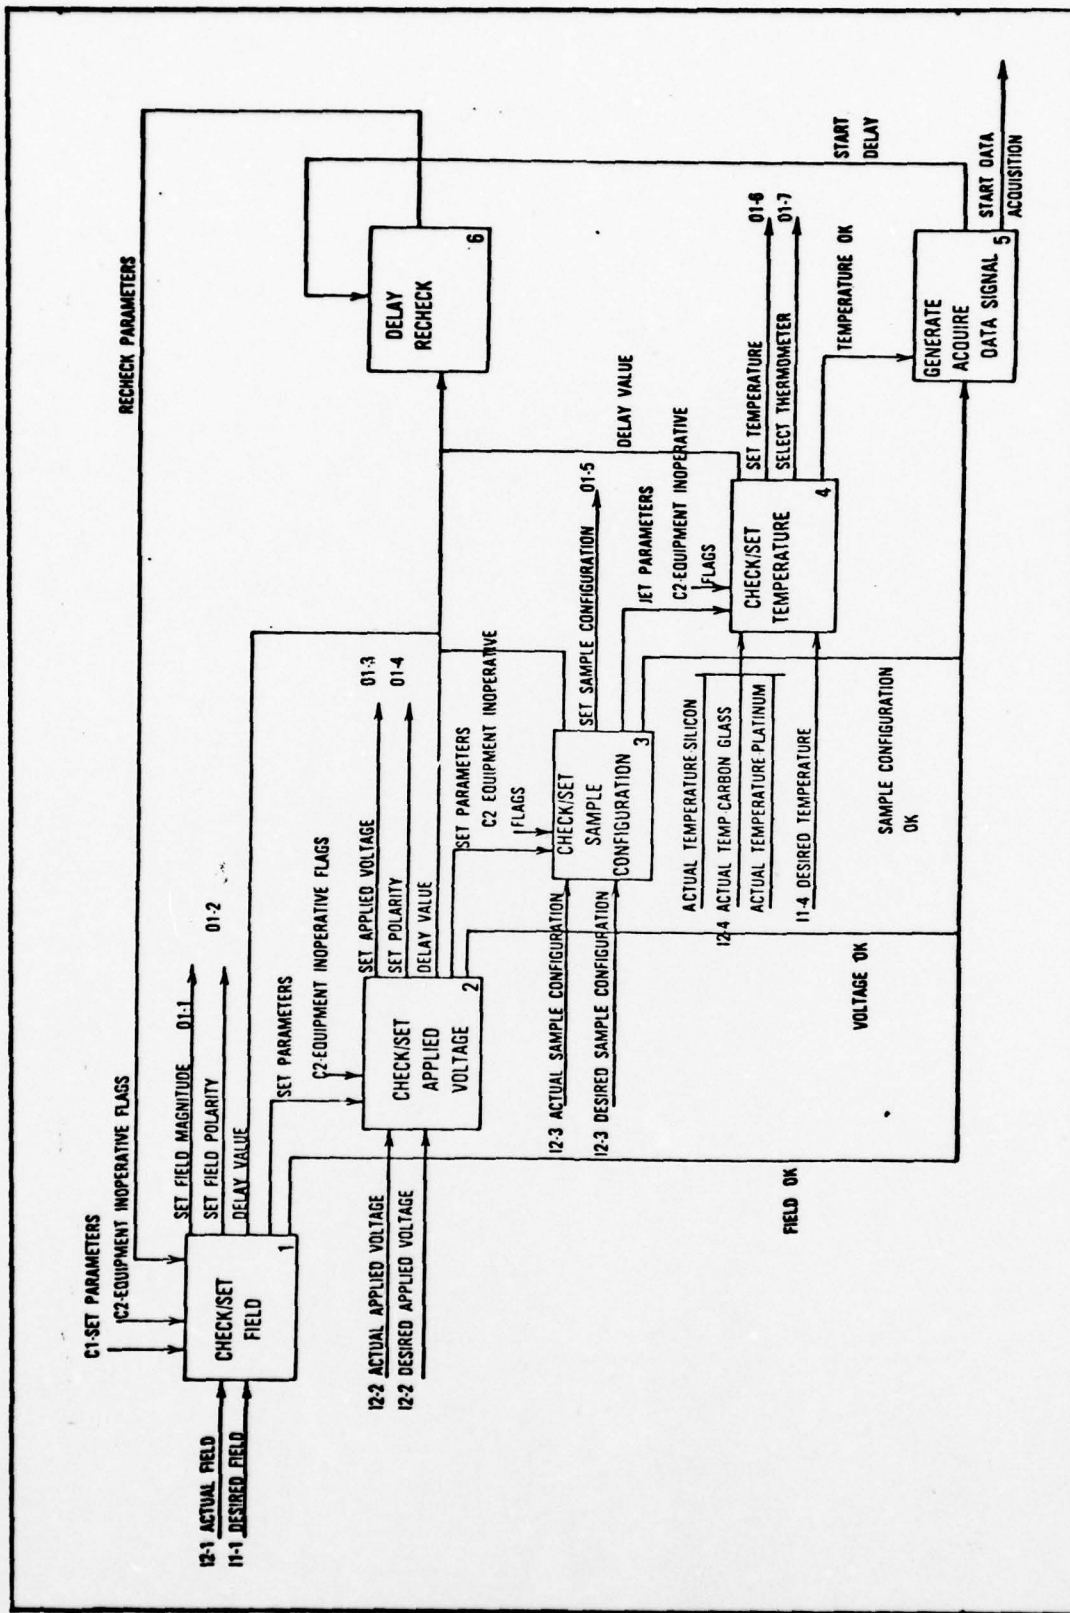 C1-SET PARAMETERS
C2-EQUIPMENT INOPERATIVE FLAGS
RECHECK PARAMETERS
I2-1 ACTUAL FIELD
I1-1 DESIRED FIELD
CHECK/SET
FIELD
1
SET FIELD MAGNITUDE
O1-1
SET FIELD POLARITY
O1-2
DELAY VALUE
SET PARAMETERS
C2-EQUIPMENT INOPERATIVE FLAGS
I2-2 ACTUAL APPLIED VOLTAGE
I2-2 DESIRED APPLIED VOLTAGE
CHECK/SET
APPLIED
VOLTAGE
2
SET APPLIED VOLTAGE
O1-3
SET POLARITY
O1-4
DELAY VALUE
SET PARAMETERS
C2 EQUIPMENT INOPERATIVE
FLAGS
I2-3 ACTUAL SAMPLE CONFIGURATION
I2-3 DESIRED SAMPLE CONFIGURATION
CHECK/SET
SAMPLE
CONFIGURATION
3
SET SAMPLE CONFIGURATION
O1-5
JET PARAMETERS
C2-EQUIPMENT INOPERATIVE
FLAGS
ACTUAL TEMPERATURE-SILICON
I2-4 ACTUAL TEMP-CARBON GLASS
ACTUAL TEMPERATURE-PLATINUM
I1-4 DESIRED TEMPERATURE
CHECK/SET
TEMPERATURE
4
DELAY VALUE
SET TEMPERATURE
O1-6
SELECT THERMOMETER
O1-7
TEMPERATURE OK
DELAY
RECHECK
6
START
DELAY
GENERATE
ACQUIRE
DATA SIGNAL
5
START DATA
ACQUISITION
FIELD OK
VOLTAGE OK
SAMPLE CONFIGURATION
OK